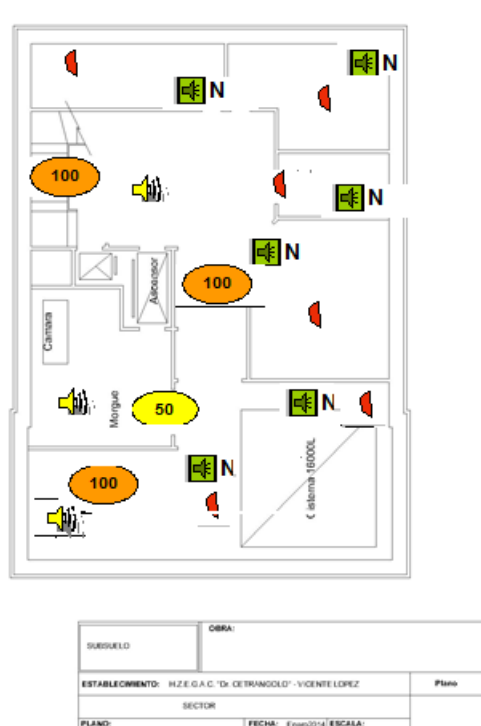 N
N
100
N
N
100
Ascensor
Camara
N
50
Morgue
N
100
Cisterna 16000L
OBRA:
SUBSUELO
ESTABLECIMIENTO: H.Z.E.G.A.C. "Dr. CETRANGOLO" - VICENTE LOPEZ Plano
SECTOR
PLANO: FECHA: Enero2014 ESCALA: